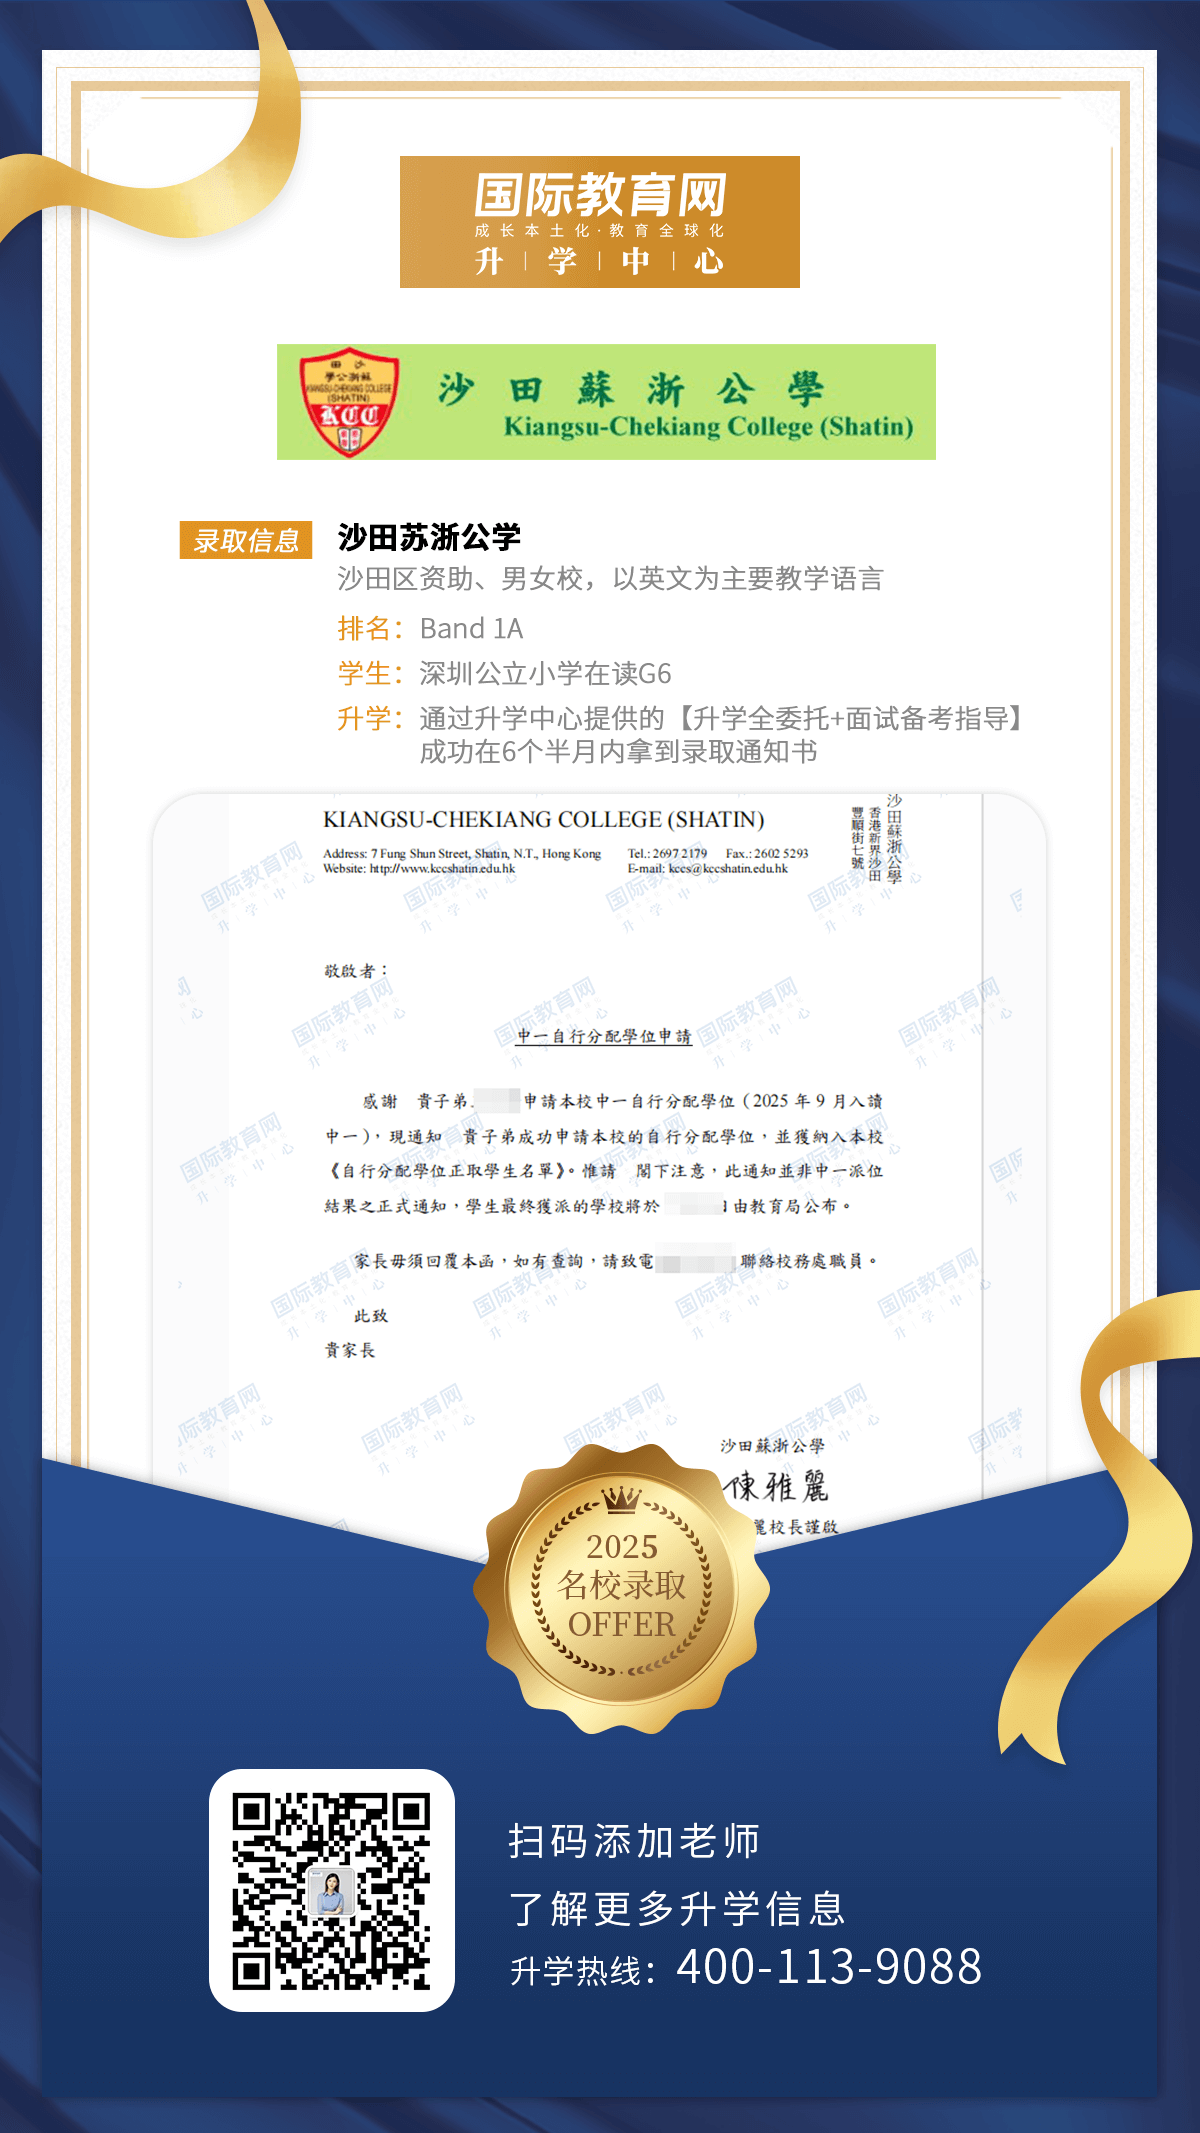 国际教育网
成长本土化·教育全球化
升｜学｜中｜心
田 沙
學公浙蘇
KIANGSU-CHEKIANG COLLEGE
(SHATIN)
KCC
沙田蘇浙公學
Kiangsu-Chekiang College (Shatin)
录取信息
沙田苏浙公学
沙田区资助、男女校，以英文为主要教学语言
排名：Band 1A
学生：深圳公立小学在读G6
升学：通过升学中心提供的【升学全委托+面试备考指导】
成功在6个半月内拿到录取通知书
KIANGSU-CHEKIANG COLLEGE (SHATIN)
Address: 7 Fung Shun Street, Shatin, N.T., Hong Kong
Tel.: 2697 2179 Fax.: 2602 5293
Website: http://www.kccshatin.edu.hk
E-mail: kccs@kccshatin.edu.hk
沙田蘇浙公學
香港新界沙田
豐順街七號
敬啟者：
中一自行分配學位申請
感謝 貴子弟 申請本校中一自行分配學位（2025 年 9 月入讀
中一），現通知 貴子弟成功申請本校的自行分配學位，並獲納入本校
《自行分配學位正取學生名單》。惟請 閣下注意，此通知並非中一派位
結果之正式通知，學生最終獲派的學校將於 日由教育局公布。
家長毋須回覆本函，如有查詢，請致電 聯絡校務處職員。
此致
貴家長
沙田蘇浙公學
陳雅麗
麗校長謹啟
2025
名校录取
OFFER
扫码添加老师
了解更多升学信息
升学热线：400-113-9088